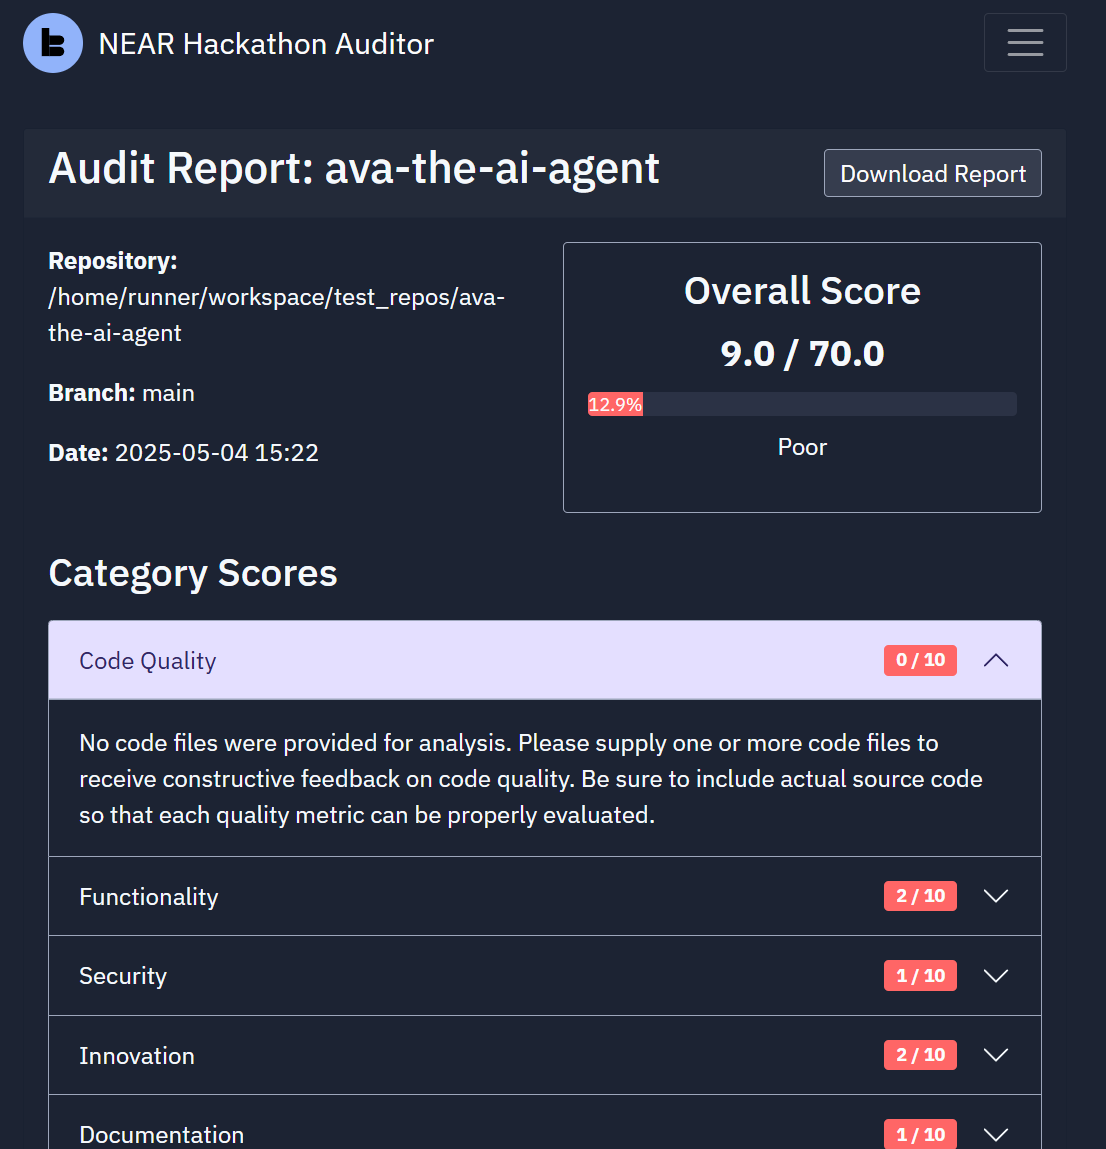 NEAR Hackathon Auditor
Audit Report: ava-the-ai-agent
Download Report
Repository:
/home/runner/workspace/test_repos/ava-
the-ai-agent
Branch: main
Date: 2025-05-04 15:22
Overall Score
9.0 / 70.0
12.9%
Poor
Category Scores
Code Quality
0 / 10
No code files were provided for analysis. Please supply one or more code files to
receive constructive feedback on code quality. Be sure to include actual source code
so that each quality metric can be properly evaluated.
Functionality
2 / 10
Security
1 / 10
Innovation
2 / 10
Documentation
1 / 10